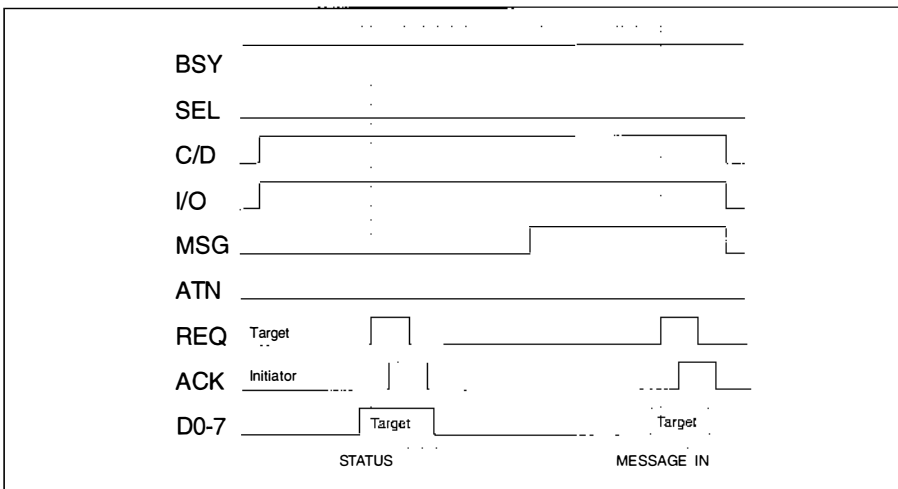 BSY
SEL
C/D
I/O
MSG
ATN
REQ Target
ACK Initiator
D0-7 Target Target
STATUS MESSAGE IN